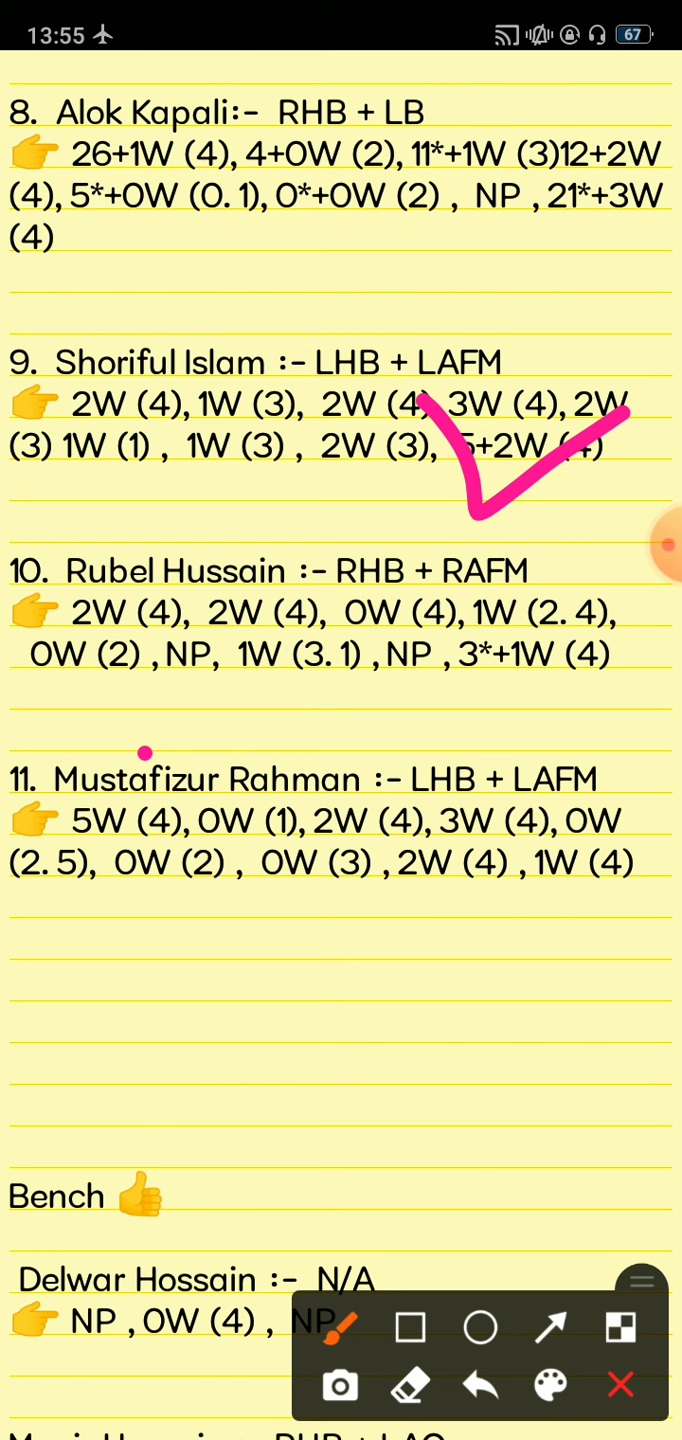 13:55
67
8. Alok Kapali:- RHB + LB
👉 26+1W (4), 4+0W (2), 11*+1W (3)12+2W
(4), 5*+0W (0.1), 0*+0W (2) , NP , 21*+3W
(4)
9. Shoriful Islam :- LHB + LAFM
👉 2W (4), 1W (3), 2W (4), 3W (4), 2W
(3) 1W (1) , 1W (3) , 2W (3), 5+2W (4)
10. Rubel Hussain :- RHB + RAFM
👉 2W (4), 2W (4), 0W (4), 1W (2.4),
0W (2) , NP, 1W (3.1) , NP , 3*+1W (4)
11. Mustafizur Rahman :- LHB + LAFM
👉 5W (4), 0W (1), 2W (4), 3W (4), 0W
(2.5), 0W (2) , 0W (3) , 2W (4) , 1W (4)
Bench 👍
Delwar Hossain :- N/A
👉 NP , 0W (4) , NP